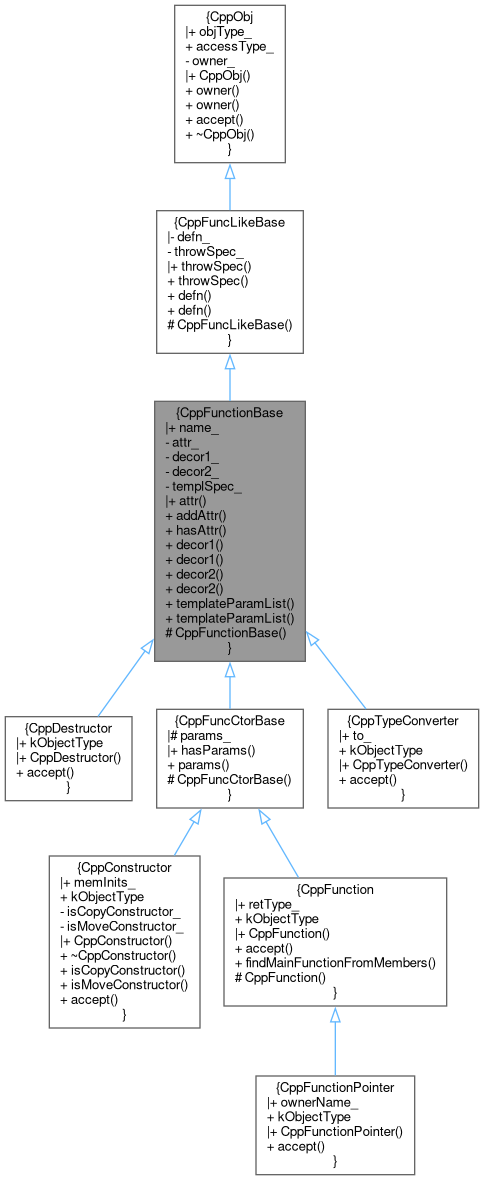 {CppObj
|+ objType_
+ accessType_
- owner_
|+ CppObj()
+ owner()
+ owner()
+ accept()
+ ~CppObj()
}
{CppFuncLikeBase
|- defn_
- throwSpec_
|+ throwSpec()
+ throwSpec()
+ defn()
+ defn()
# CppFuncLikeBase()
}
{CppFunctionBase
|+ name_
- attr_
- decor1_
- decor2_
- templSpec_
|+ attr()
+ addAttr()
+ hasAttr()
+ decor1()
+ decor1()
+ decor2()
+ decor2()
+ templateParamList()
+ templateParamList()
# CppFunctionBase()
}
{CppDestructor
|+ kObjectType
|+ CppDestructor()
+ accept()
}
{CppFuncCtorBase
|# params_
|+ hasParams()
+ params()
# CppFuncCtorBase()
}
{CppTypeConverter
|+ to_
+ kObjectType
|+ CppTypeConverter()
+ accept()
}
{CppConstructor
|+ memInits_
+ kObjectType
- isCopyConstructor_
- isMoveConstructor_
|+ CppConstructor()
+ ~CppConstructor()
+ isCopyConstructor()
+ isMoveConstructor()
+ accept()
}
{CppFunction
|+ retType_
+ kObjectType
|+ CppFunction()
+ accept()
+ findMainFunctionFromMembers()
# CppFunction()
}
{CppFunctionPointer
|+ ownerName_
+ kObjectType
|+ CppFunctionPointer()
+ accept()
}